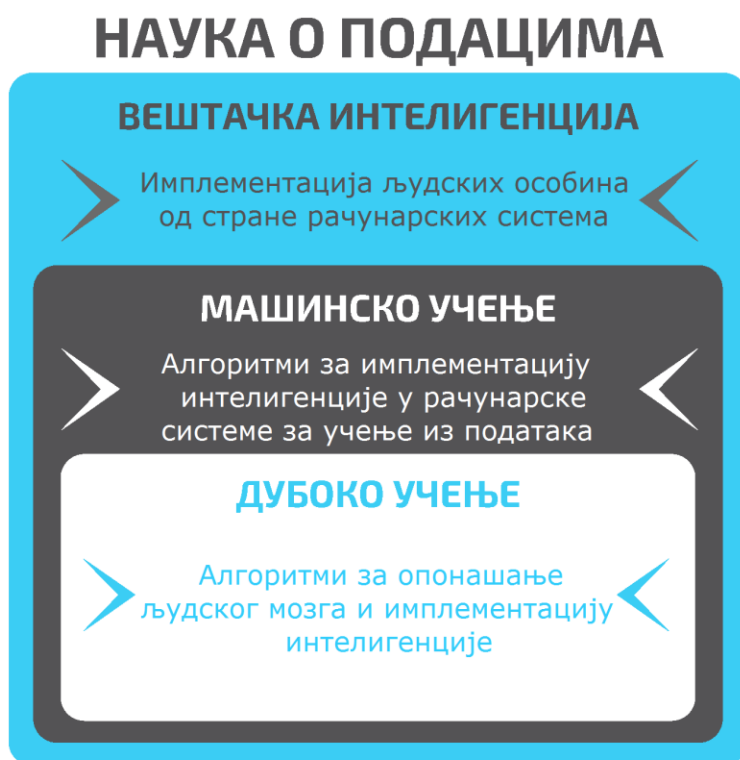 НАУКА О ПОДАЦИМА
ВЕШТАЧКА ИНТЕЛИГЕНЦИЈА
Имплементација људских особина
од стране рачунарских система
МАШИНСКО УЧЕЊЕ
Алгоритми за имплементацију
интелигенције у рачунарске
системе за учење из података
ДУБОКО УЧЕЊЕ
Алгоритми за опонашање
људског мозга и имплементацију
интелигенције